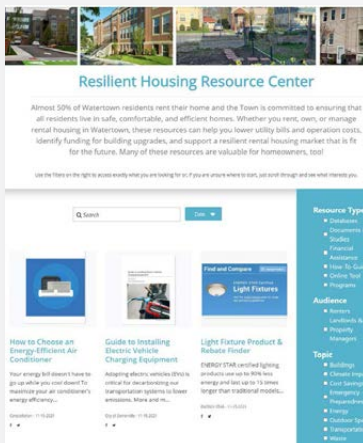 Resilient Housing Resource Center
Almost 50% of Watertown residents rent their home and the Town is committed to ensuring that
all residents live in safe, comfortable, and efficient homes. Whether you rent, own, or manage
rental housing in Watertown, these resources can help you lower utility bills and operation costs,
identify funding for building upgrades, and support a resilient rental housing market that is fit
for the future. Many of these resources are valuable for homeowners, too!
Use the filters on the right to access exactly what you are looking for or, if you are unsure where to start, just scroll through and see what interests you.
Search
Date
Resource Type
Databases
Documents
Studies
Financial
Assistance
How To Gui
Online Tool
Programs
Audience
Renters
Landlords &
Property
Managers
Topic
Buildings
Climate Imp
Cost Savings
Emergency
Preparedne
Energy
Outdoor Spa
Transportati
Waste
Find and Compare
Light Fixtures
How to Choose an
Energy-Efficient Air
Conditioner
Your energy bill doesn't have to
go up while you cool down! To
maximize your air conditioner's
energy efficiency...
Guide to Installing
Electric Vehicle
Charging Equipment
Adopting electric vehicles (EVs) is
critical for decarbonizing our
transportation systems is lower
emissions. More and m...
Light Fixture Product &
Rebate Finder
ENERGY STAR certified lighting
products use up to 90% less
energy and last up to 15 times
longer than traditional models...